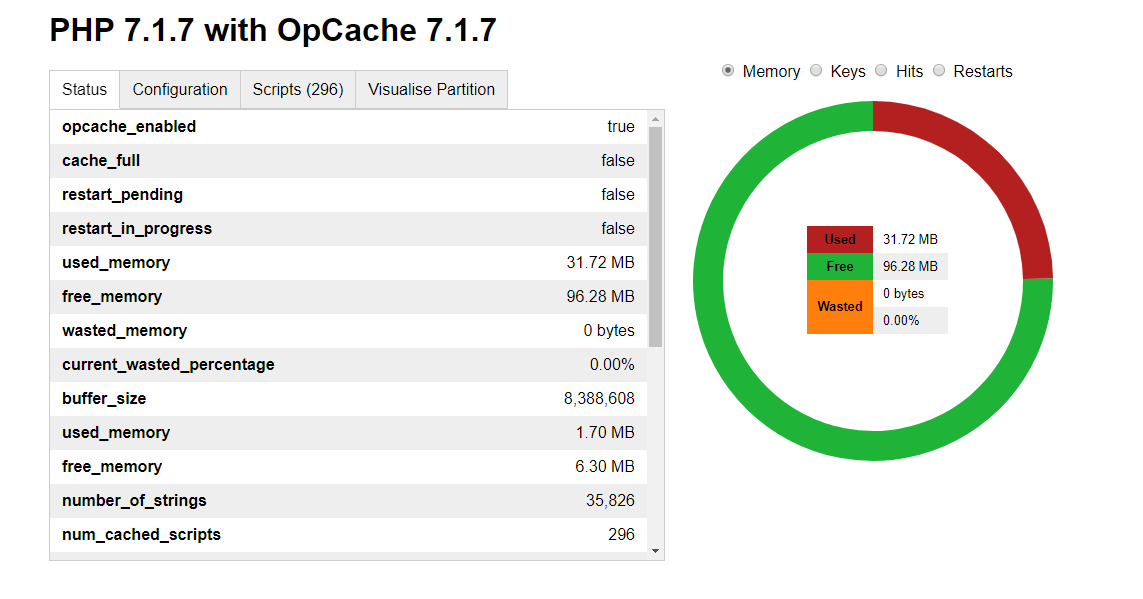 PHP 7.1.7 with OpCache 7.1.7
Status Configuration Scripts (296) Visualise Partition
opcache_enabled true
cache_full false
restart_pending false
restart_in_progress false
used_memory 31.72 MB
free_memory 96.28 MB
wasted_memory 0 bytes
current_wasted_percentage 0.00%
buffer_size 8,388,608
used_memory 1.70 MB
free_memory 6.30 MB
number_of_strings 35,826
num_cached_scripts 296
Memory Keys Hits Restarts
Used 31.72 MB
Free 96.28 MB
Wasted 0 bytes
0.00%